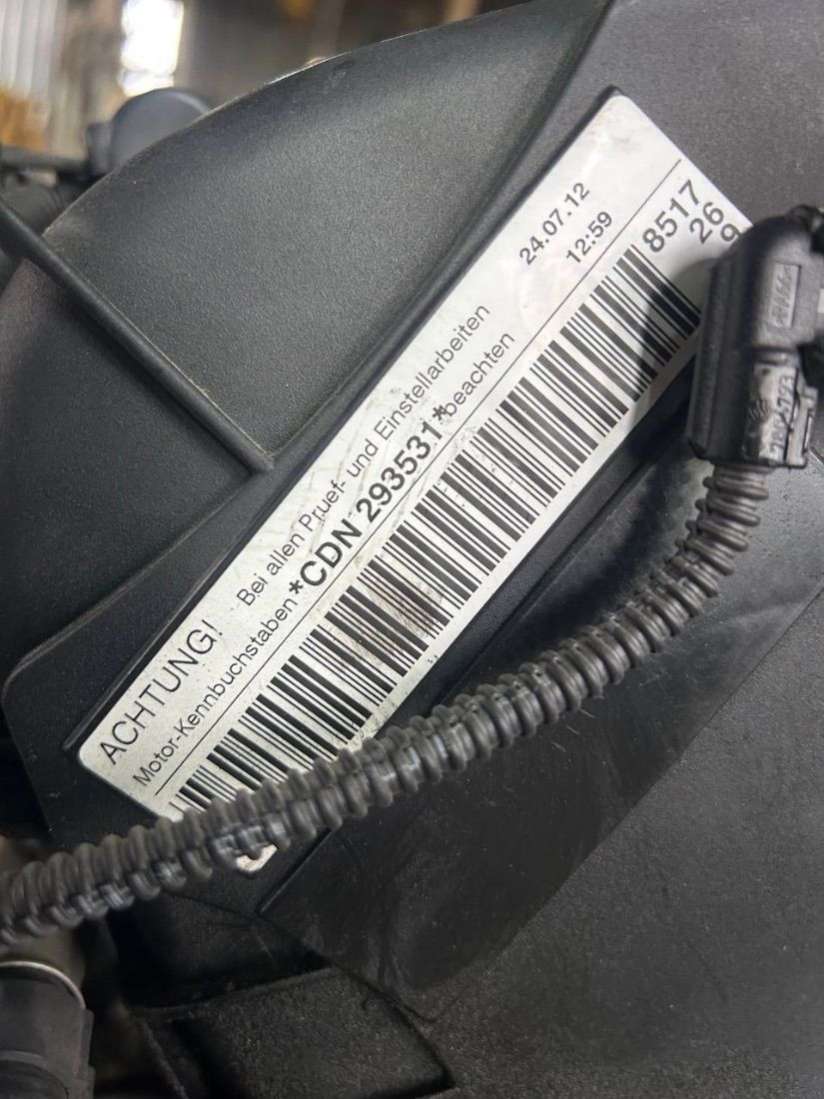 ACHTUNG! Bei allen Pruef- und Einstellarbeiten 24.07.12
Motor-Kennbuchstaben *CDN 293531* beachten 12:59
8517
26
9